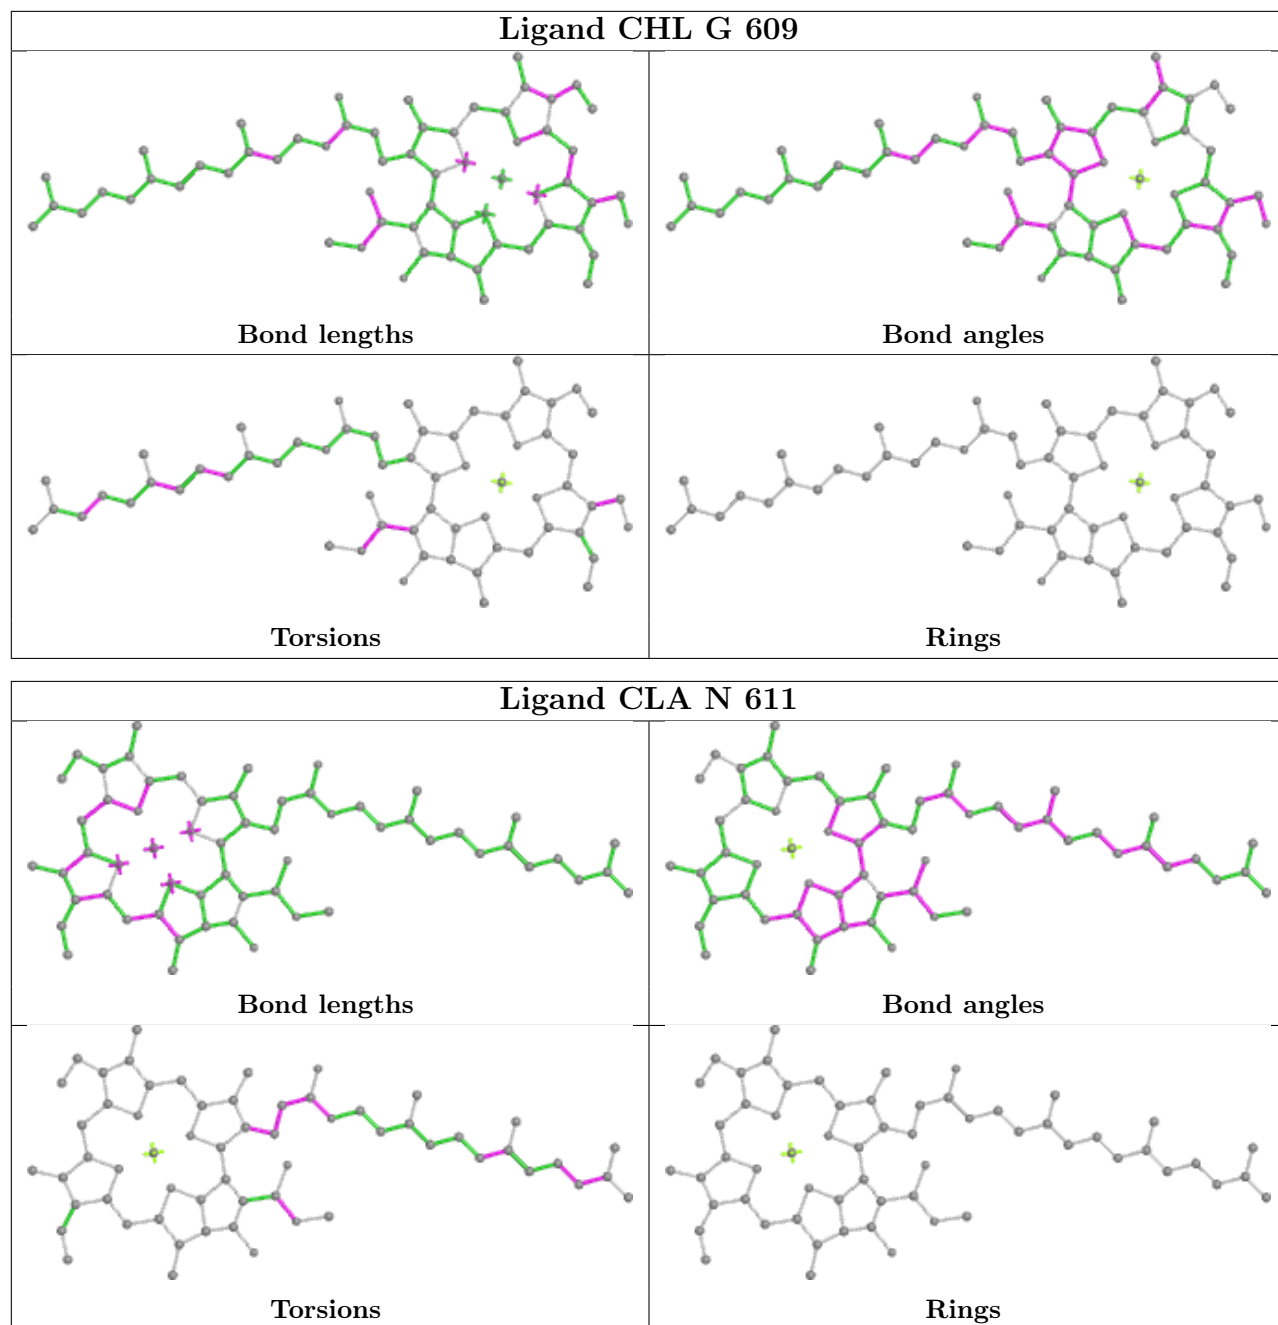 Ligand CHL G 609
Bond lengths
Bond angles
Torsions
Rings
Ligand CLA N 611
Bond lengths
Bond angles
Torsions
Rings